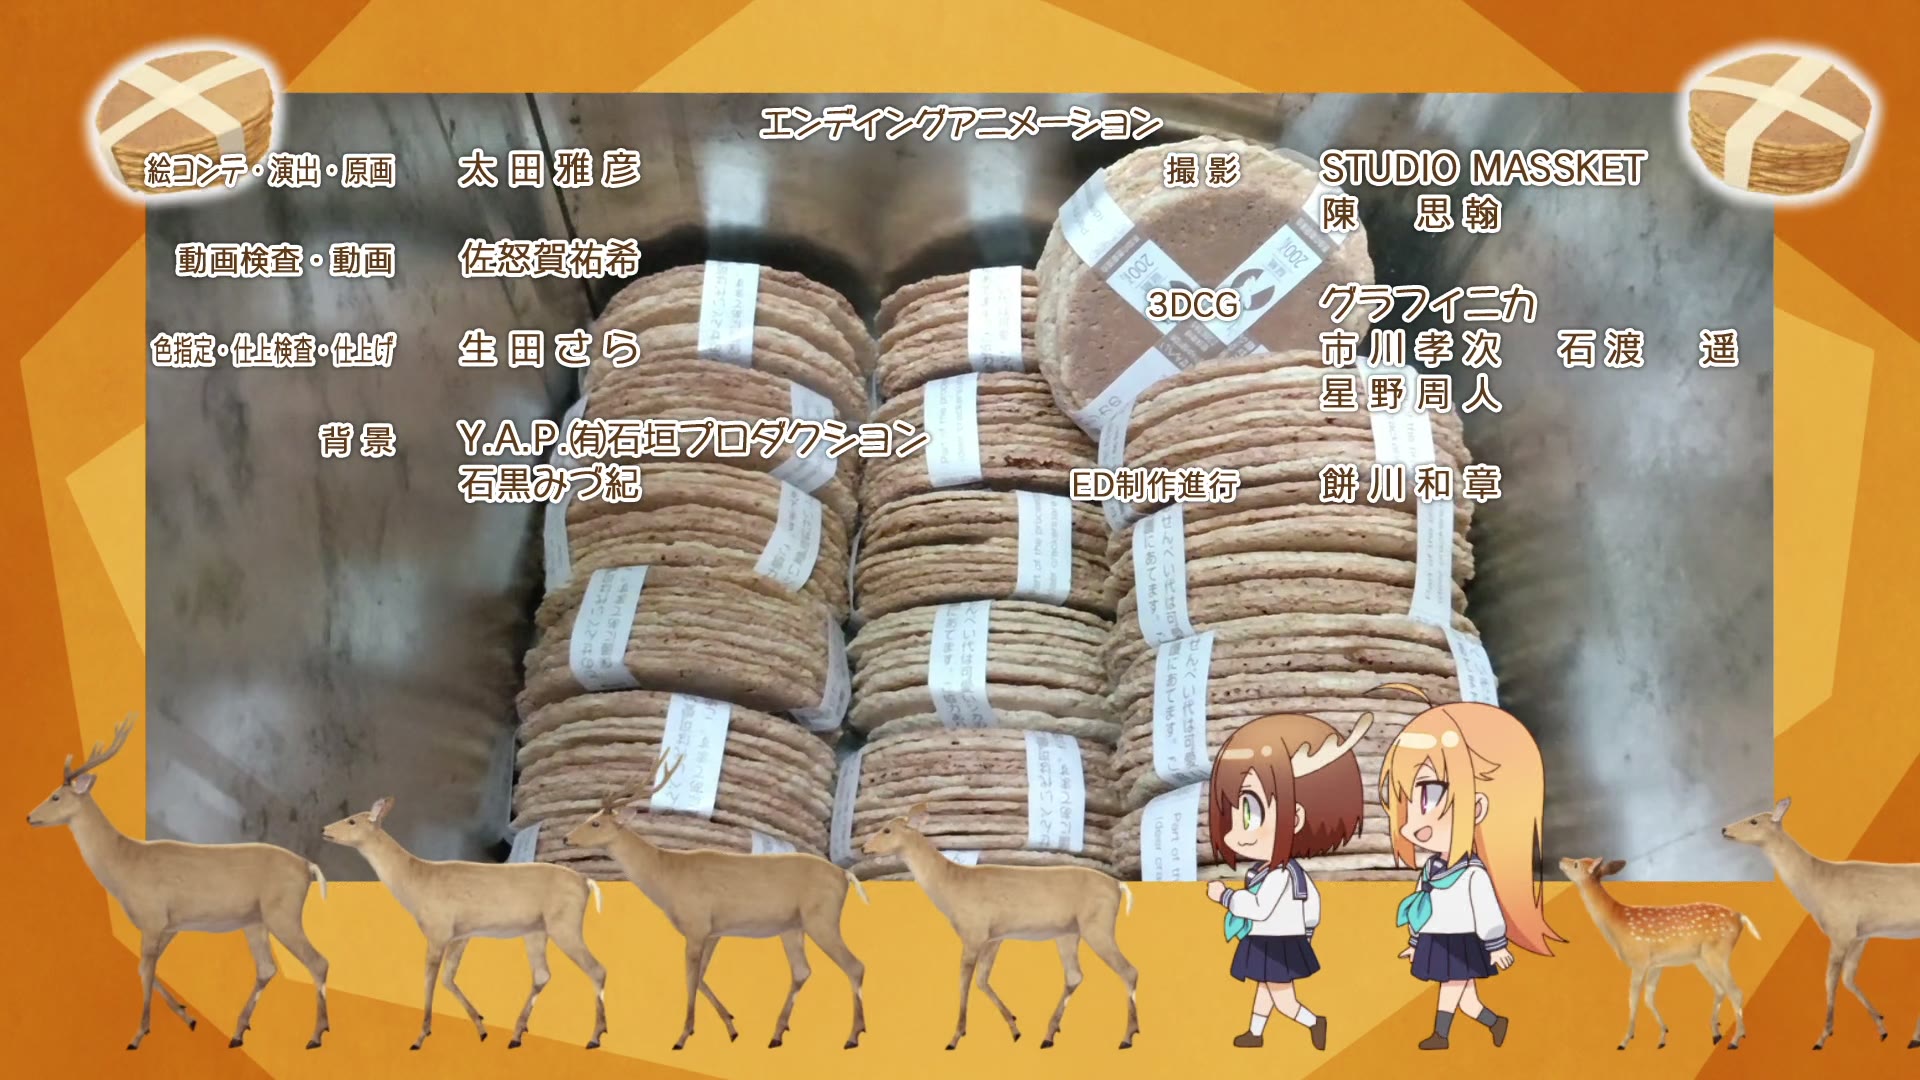 エンディングアニメーション
絵コンテ・演出・原画 太田雅彦
動画検査・動画 佐怒賀祐希
色指定・仕上検査・仕上げ 生田さら
背景 Y.A.P.㈲石垣プロダクション
石黒みづ紀
撮影 STUDIO MASSKET
陳 思翰
3DCG グラフィニカ
市川孝次 石渡 遥
星野周人
ED制作進行 餅川和章